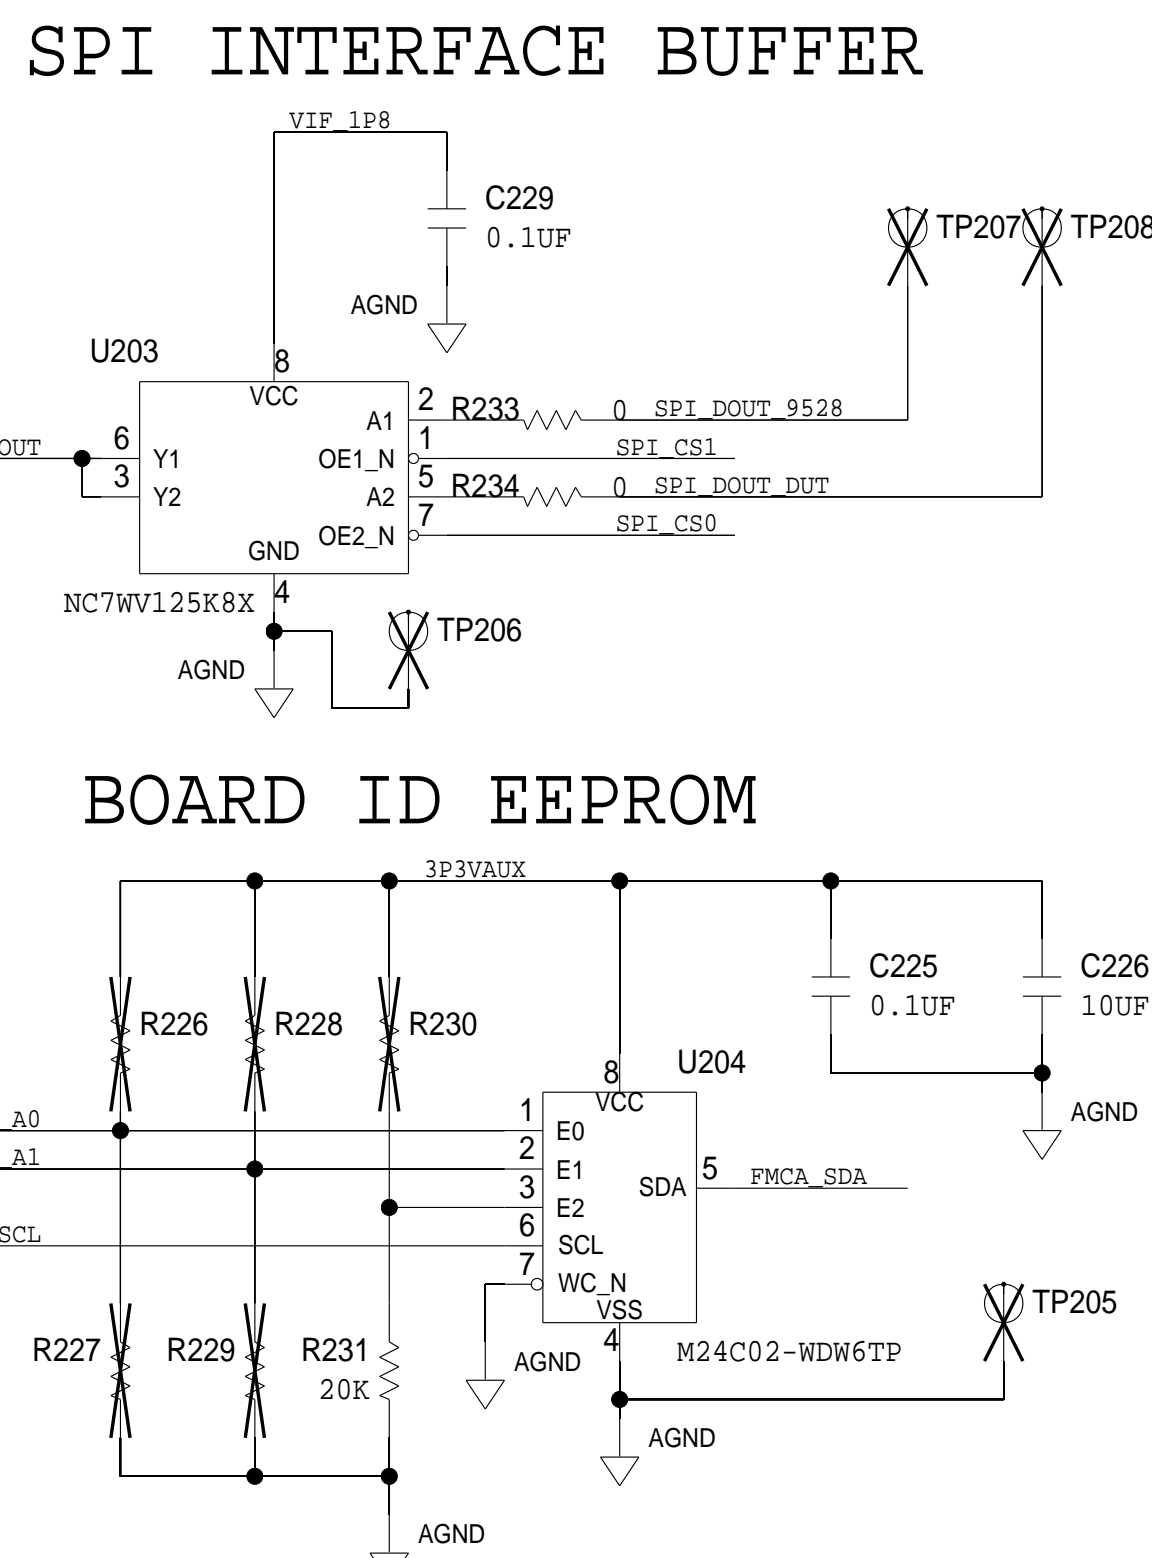 SPI INTERFACE BUFFER
VIF_1P8
C229
0.1UF
TP207
TP208
AGND
U203
8
VCC
2
R233
0
SPI_DOUT_9528
A1
1
OUT
6
Y1
OE1_N
SPI_CS1
3
5
R234
0
SPI_DOUT_DUT
Y2
A2
7
OE2_N
SPI_CS0
GND
NC7WV125K8X
4
TP206
AGND
BOARD ID EEPROM
3P3VAUX
C225
0.1UF
C226
10UF
R226
R228
R230
U204
8
VCC
_A0
1
E0
AGND
_A1
2
E1
5
SDA
FMCA_SDA
3
E2
SCL
6
SCL
7
WC_N
VSS
TP205
4
R227
R229
R231
20K
AGND
M24C02-WDW6TP
AGND
AGND